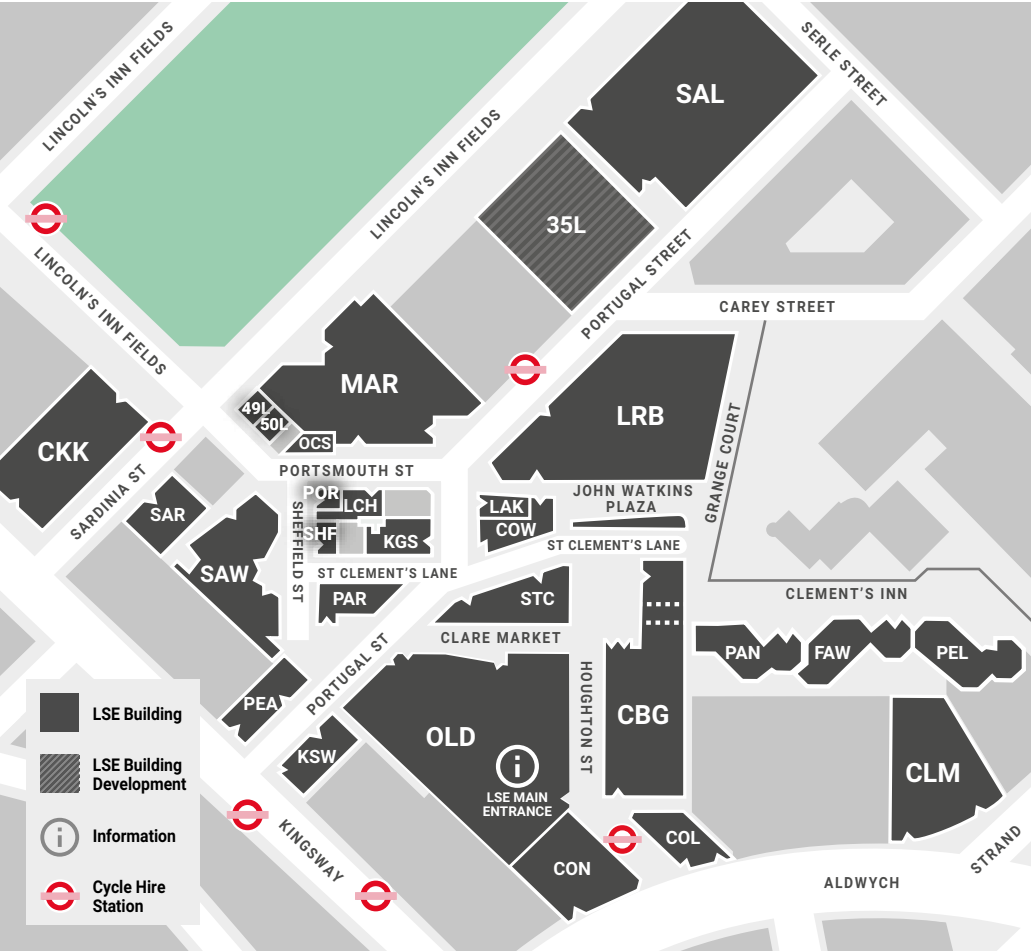 LINCOLN'S INN FIELDS
SERLE STREET
SAL
LINCOLN'S INN FIELDS
35L
LINCOLN'S INN FIELDS
PORTUGAL STREET
CAREY STREET
MAR
49L
50L
OCS
LRB
GRANGE COURT
CKK
SARDINIA ST
PORTSMOUTH ST
POR
LCH
SHF
KGS
SHEFFIELD ST
LAK
COW
JOHN WATKINS
PLAZA
ST CLEMENT'S LANE
SAR
SAW
ST CLEMENT'S LANE
PAR
STC
CLARE MARKET
CLEMENT'S INN
PAN
FAW
PEL
PORTUGAL ST
PEA
KSW
OLD
LSE MAIN
ENTRANCE
HOUGHTON ST
CBG
CLM
CON
COL
KINGSWAY
ALDWYCH
STRAND
LSE Building
LSE Building
Development
Information
Cycle Hire
Station